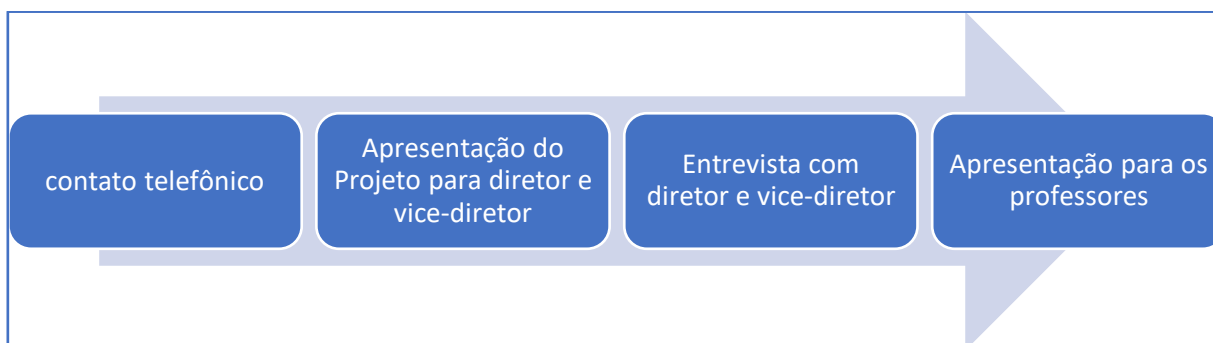 contato telefônico
Apresentação do
Projeto para diretor e
vice-diretor
Entrevista com
diretor e vice-diretor
Apresentação para os
professores